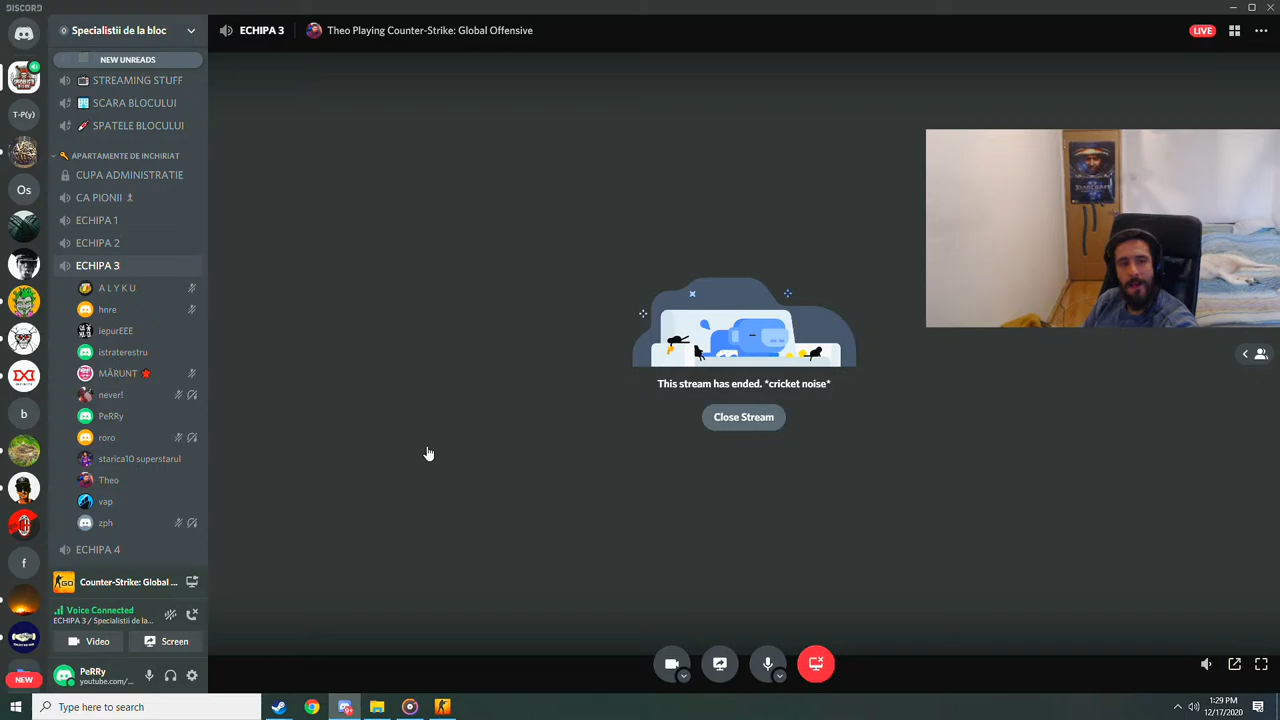 DISCORD
Specialistii de la bloc
ECHIPA 3
Theo Playing Counter-Strike: Global Offensive
LIVE
NEW UNREADS
STREAMING STUFF
SCARA BLOCULUI
SPATELE BLOCULUI
APARTAMENTE DE INCHIRIAT
CUPA ADMINISTRATIE
CA PIONII
ECHIPA 1
ECHIPA 2
ECHIPA 3
A L Y K U
hnre
iepurEEE
istraterestru
MĂRUNT
never!
PeRRy
roro
starica10 superstarul
Theo
vap
zph
ECHIPA 4
T-P(y)
Os
b
f
NEW
STARCRAFT
This stream has ended. *cricket noise*
Close Stream
GO
Counter-Strike: Global ...
Voice Connected
ECHIPA 3 / Specialistii de la...
Video
Screen
PeRRy
youtube.com/...
Type here to search
1:29 PM
12/17/2020